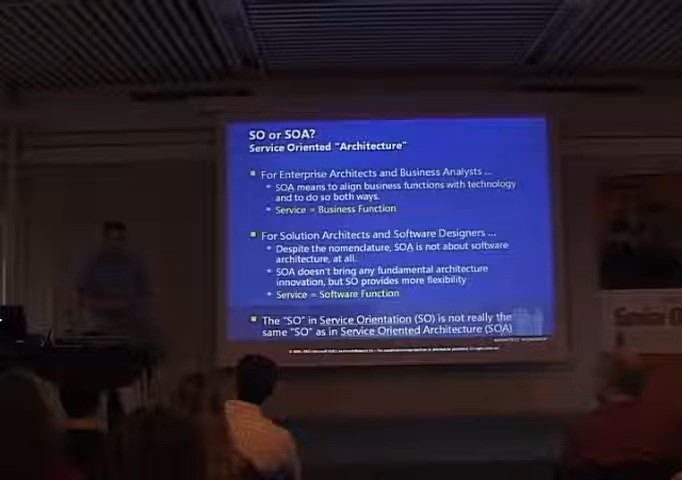 SO or SOA?
Service Oriented "Architecture"
For Enterprise Architects and Business Analysts ...
SOA means to align business functions with technology
and to do so both ways.
Service = Business Function
For Solution Architects and Software Designers ...
Despite the nomenclature, SOA is not about software
architecture, at all.
SOA doesn't bring any fundamental architecture
innovation, but SO provides more flexibility
Service = Software Function
The "SO" in Service Orientation (SO) is not really the
same "SO" as in Service Oriented Architecture (SOA)